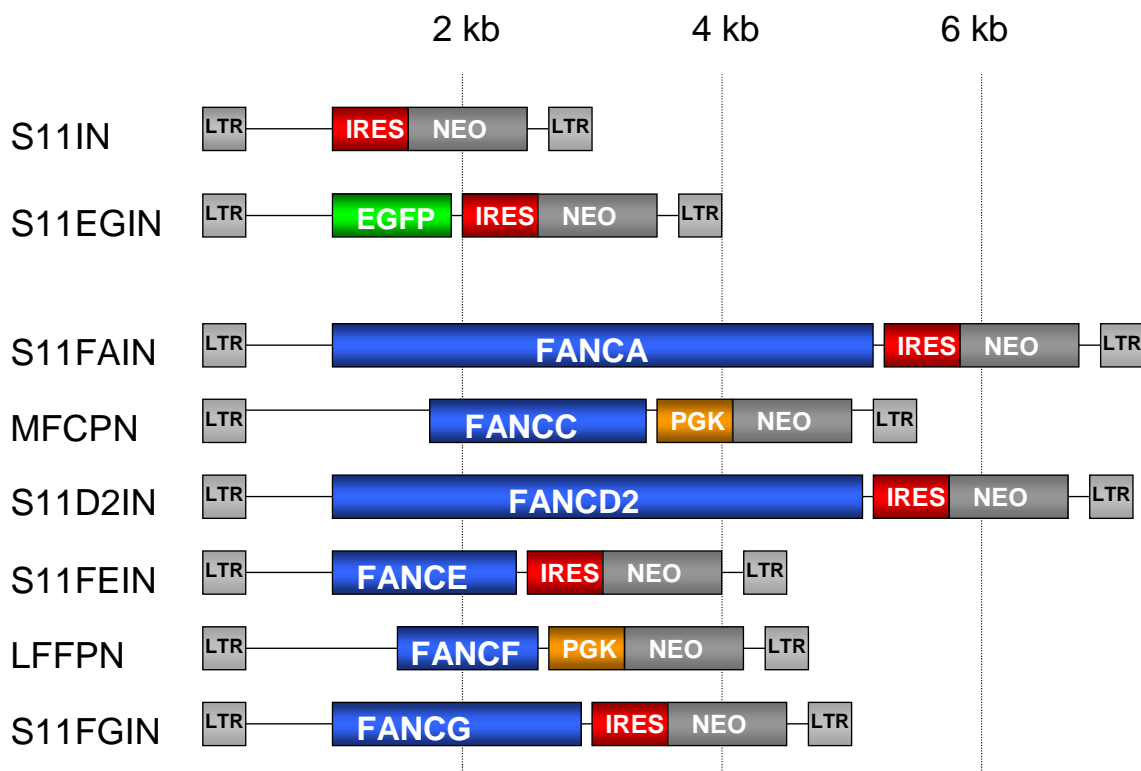 2 kb 4 kb 6 kb
S11IN LTR IRES NEO LTR
S11EGIN LTR EGFP IRES NEO LTR
S11FAIN LTR FANCA IRES NEO LTR
MFCPN LTR FANCC PGK NEO LTR
S11D2IN LTR FANCD2 IRES NEO LTR
S11FEIN LTR FANCE IRES NEO LTR
LFFPN LTR FANCF PGK NEO LTR
S11FGIN LTR FANCG IRES NEO LTR